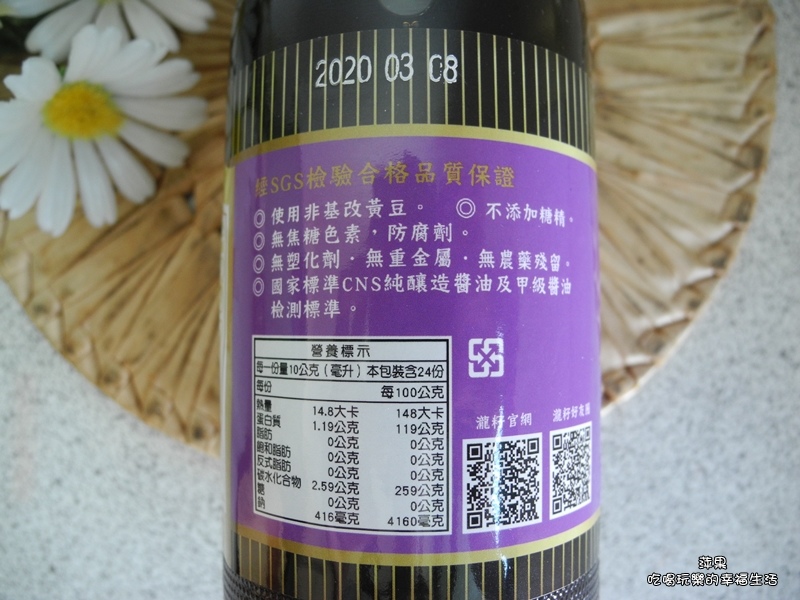 2020 03 08
經SGS檢驗合格品質保證
◎ 使用非基改黃豆。 ◎ 不添加糖精。
◎ 無焦糖色素，防腐劑。
◎ 無塑化劑．無重金屬．無農藥殘留。
◎ 國家標準CNS純釀造醬油及甲級醬油
檢測標準。
營養標示
每一份量10公克（毫升）本包裝含24份
每份 每100公克
熱量 14.8大卡 148大卡
蛋白質 1.19公克 119公克
脂肪 0公克 0公克
飽和脂肪 0公克 0公克
反式脂肪 0公克 0公克
碳水化合物 2.59公克 259公克
糖 0公克 0公克
鈉 416毫克 4160毫克
瀧籽官網
瀧籽好友圈
萍果
吃喝玩樂的幸福生活